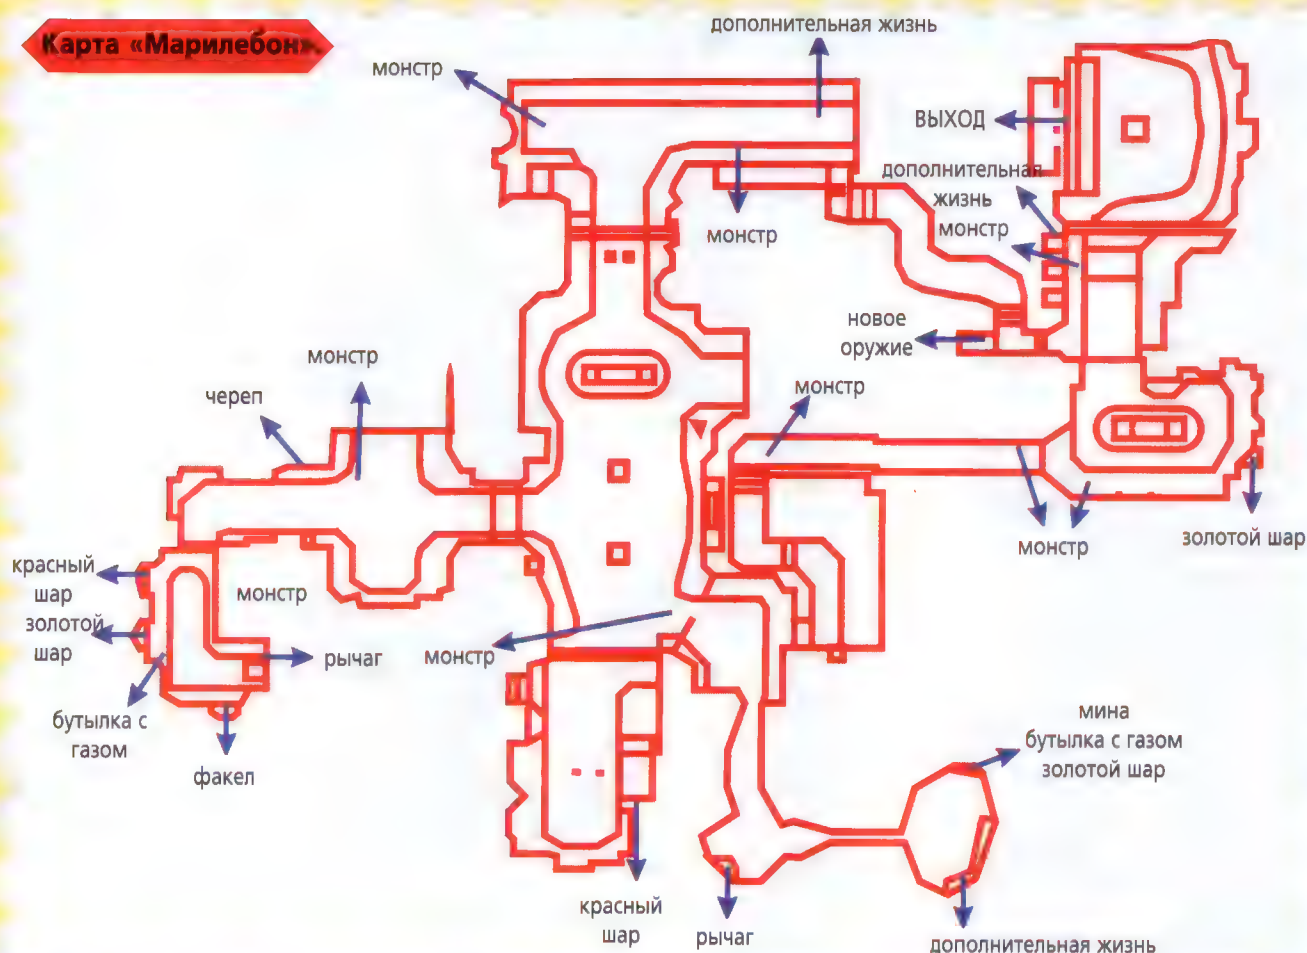 Карта «Марилебон».
дополнительная жизнь
монстр
ВЫХОД
дополнительная
жизнь
монстр
монстр
новое
оружие
монстр
череп
монстр
монстр
золотой шар
красный
шар
золотой
шар
монстр
рычаг
монстр
бутылка с
газом
факел
мина
бутылка с газом
золотой шар
красный
шар
рычаг
дополнительная жизнь